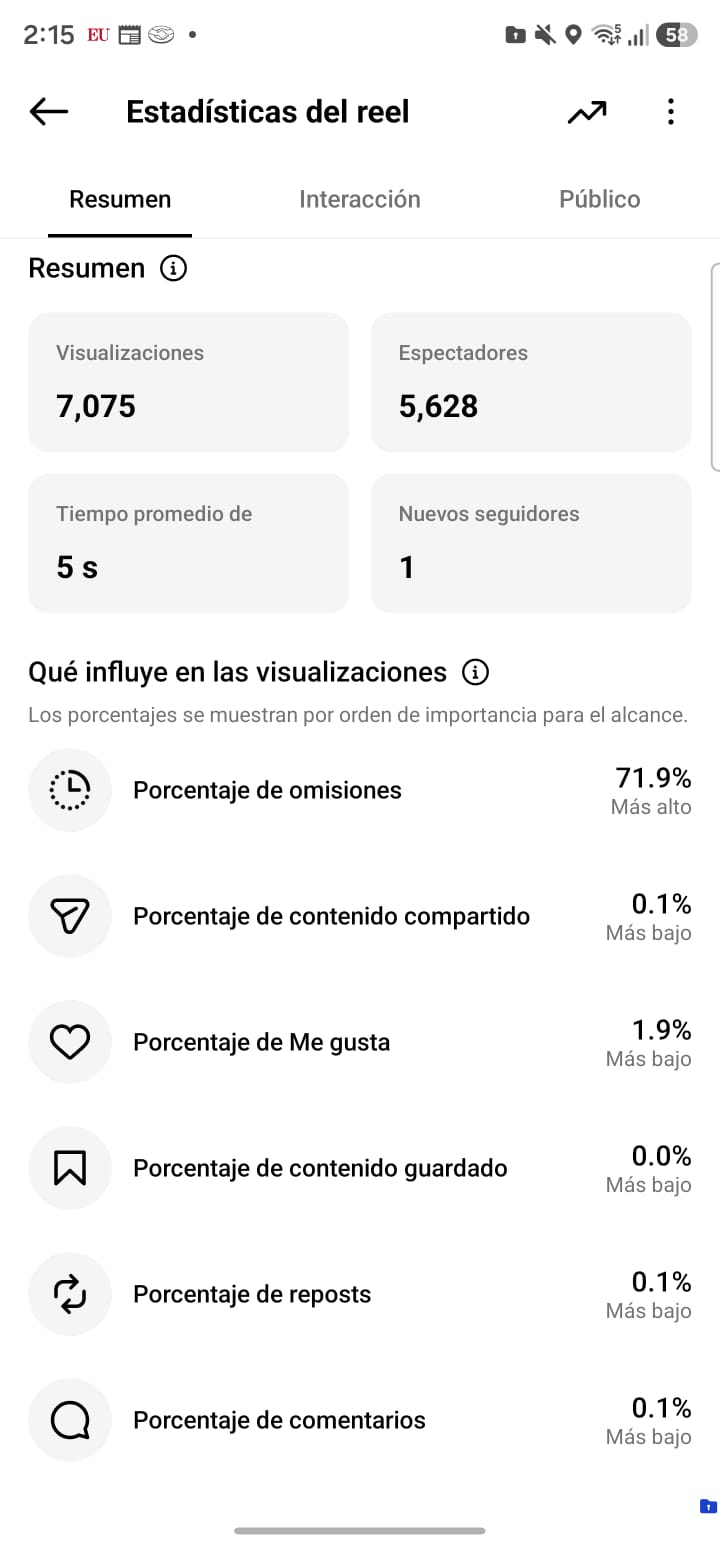 2:15 EU 5 58
Estadísticas del reel
Resumen Interacción Público
Resumen
Visualizaciones
7,075
Espectadores
5,628
Tiempo promedio de
5 s
Nuevos seguidores
1
Qué influye en las visualizaciones
Los porcentajes se muestran por orden de importancia para el alcance.
Porcentaje de omisiones
71.9%
Más alto
Porcentaje de contenido compartido
0.1%
Más bajo
Porcentaje de Me gusta
1.9%
Más bajo
Porcentaje de contenido guardado
0.0%
Más bajo
Porcentaje de reposts
0.1%
Más bajo
Porcentaje de comentarios
0.1%
Más bajo